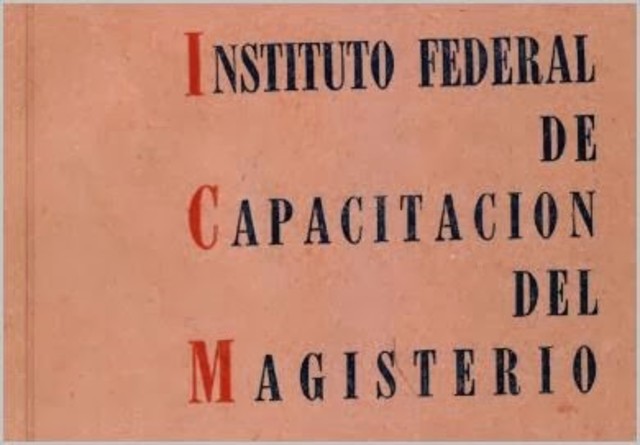 INSTITUTO FEDERAL
DE
CAPACITACION
DEL
MAGISTERIO